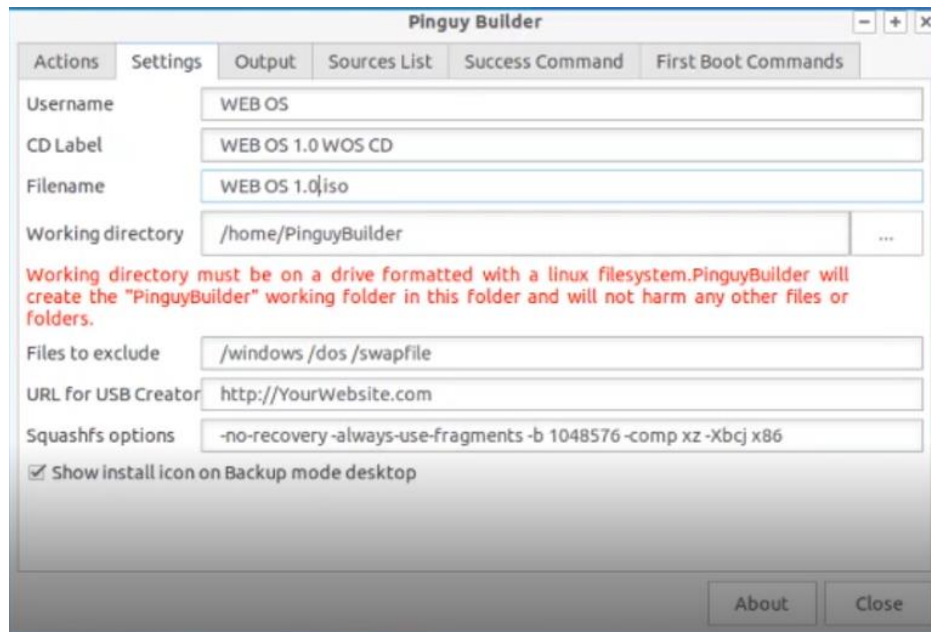 Pinguy Builder
Actions Settings Output Sources List Success Command First Boot Commands
Username WEB OS
CD Label WEB OS 1.0 WOS CD
Filename WEB OS 1.0.iso
Working directory /home/PinguyBuilder ...
Working directory must be on a drive formatted with a linux filesystem.PinguyBuilder will
create the "PinguyBuilder" working folder in this folder and will not harm any other files or
folders.
Files to exclude /windows /dos /swapfile
URL for USB Creator http://YourWebsite.com
Squashfs options -no-recovery -always-use-fragments -b 1048576 -comp xz -Xbcj x86
Show install icon on Backup mode desktop
About Close